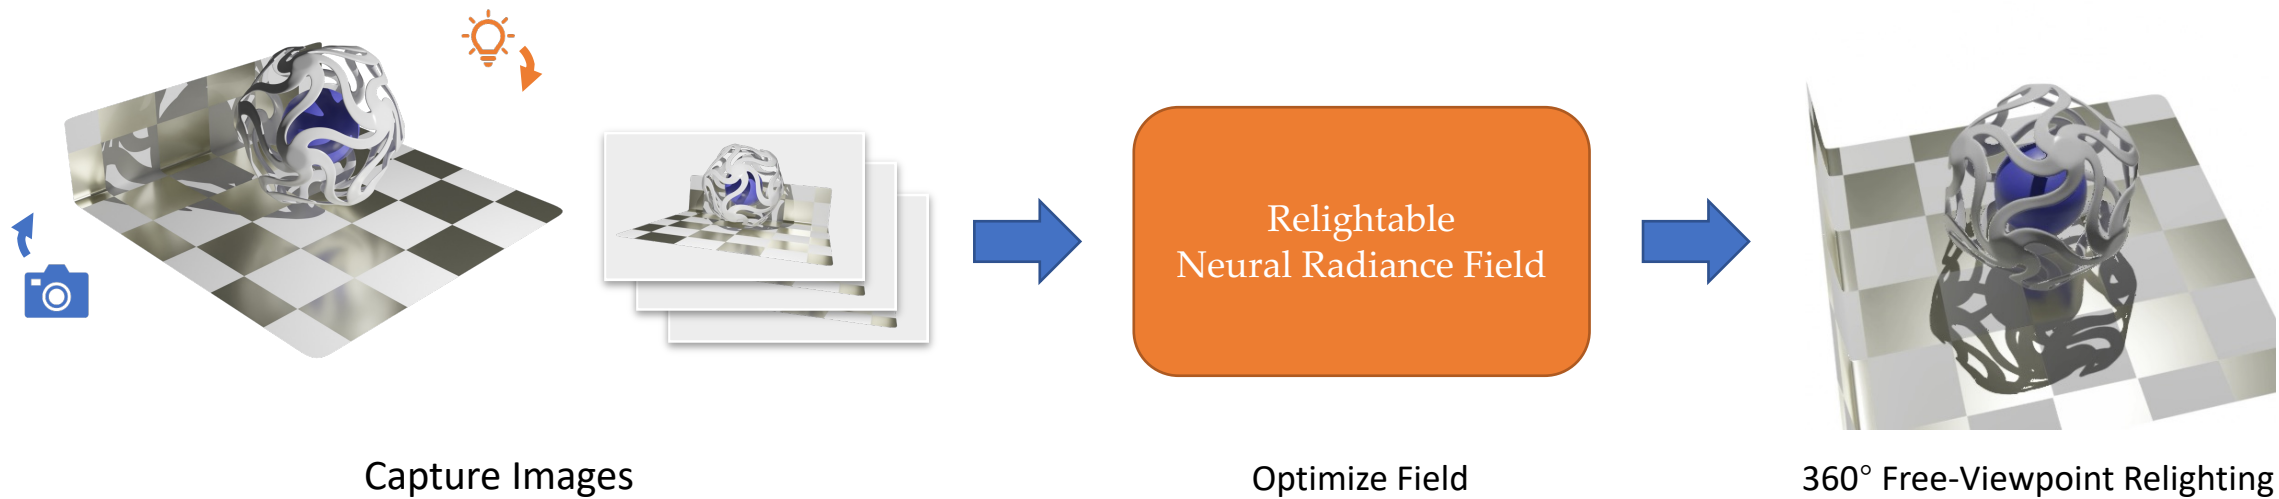 Relightable
Neural Radiance Field
Capture Images
Optimize Field
360° Free-Viewpoint Relighting